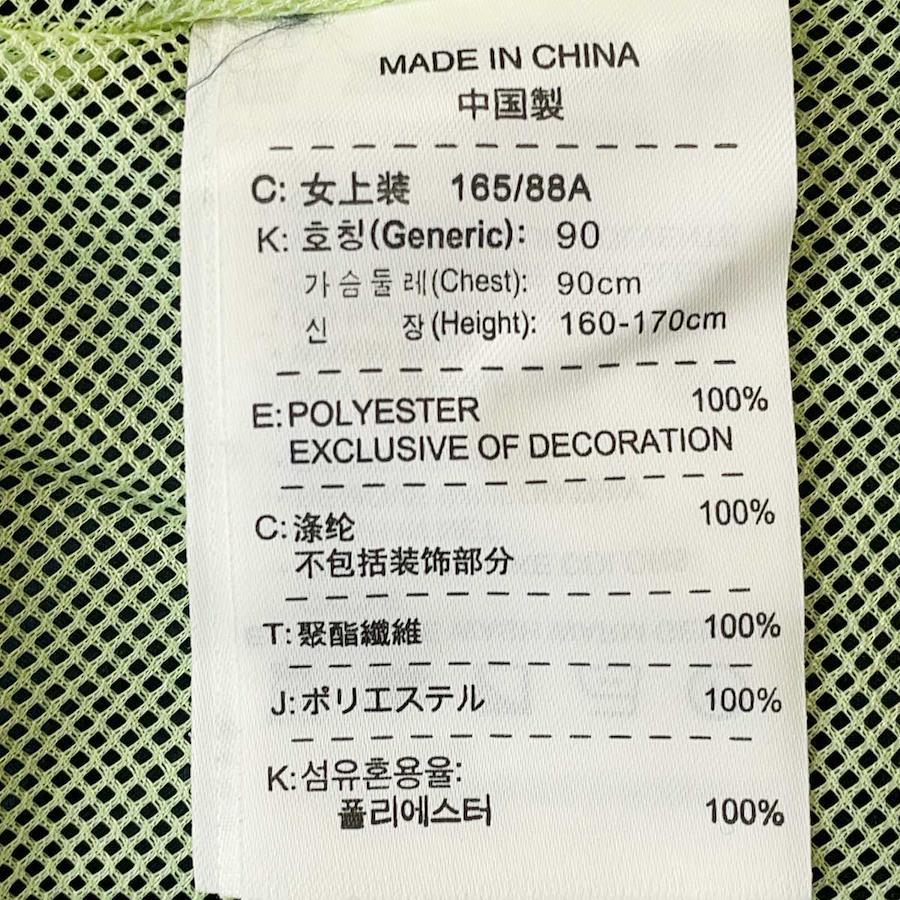 MADE IN CHINA
中国製
C: 女上装 165/88A
K: 호칭(Generic): 90
가슴둘레(Chest): 90cm
신 장(Height): 160-170cm
E: POLYESTER 100%
EXCLUSIVE OF DECORATION
C: 涤纶 100%
不包括装饰部分
T: 聚酯纖維 100%
J: ポリエステル 100%
K: 섬유혼용율:
폴리에스터 100%